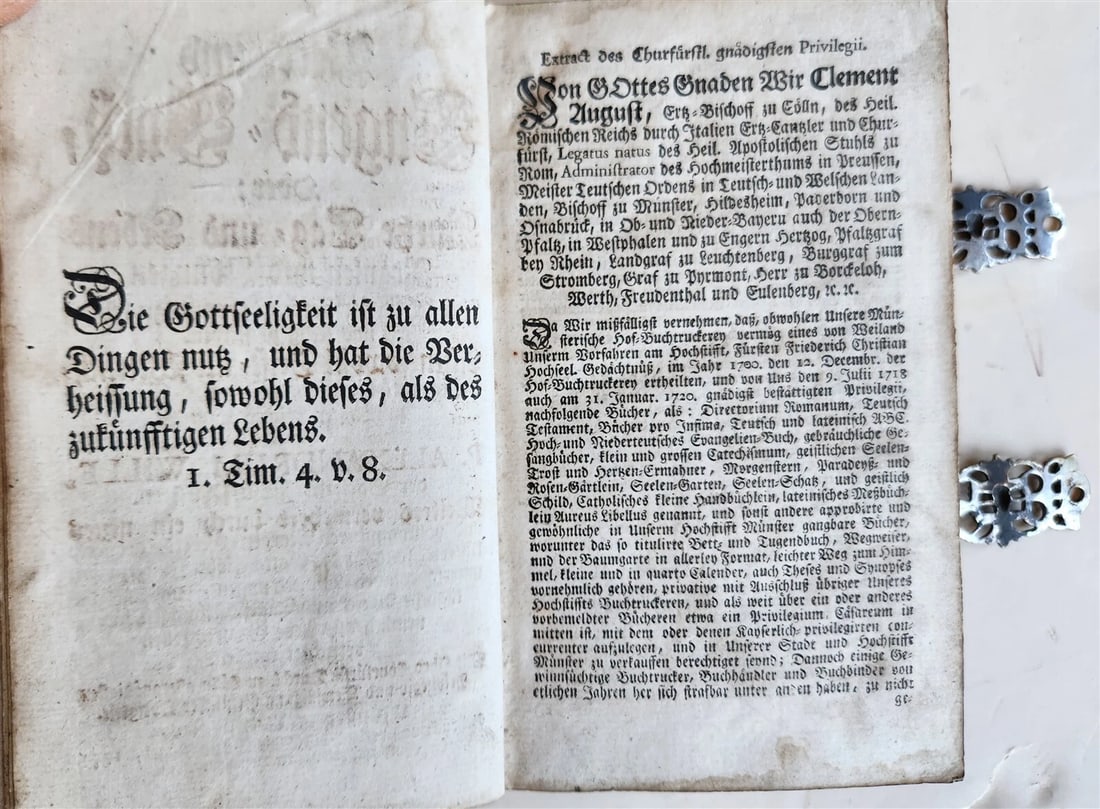 Die Gottseeligkeit ist zu allen
Dingen nutz, und hat die Ver-
heissung, sowohl dieses, als des
zukünfftigen Lebens.
1. Tim. 4. v. 8.
Extract des Churfürstl. gnädigsten Privilegii.
Von GOttes Gnaden Wir Clement
August, Ertz-Bischoff zu Cölln, des Heil.
Römischen Reichs durch Italien Ertz-Cantzler und Chur-
fürst, Legatus natus des Heil. Apostolischen Stuhls zu
Rom, Administrator des Hochmeisterthums in Preussen,
Meister Teutschen Ordens in Teutsch- und Welschen Lan-
den, Bischoff zu Münster, Hildesheim, Paderborn und
Osnabrück, in Ob- und Nieder-Bayern auch der Obern-
Pfaltz, in Westphalen und zu Engern Hertzog, Pfaltzgraf
bey Rhein, Landgraf zu Leuchtenberg, Burggraf zum
Stromberg, Graf zu Pyrmont, Herr zu Borckeloh,
Werth, Freudenthal und Eulenberg, ꝛc. ꝛc.
Da Wir mißfälligst vernehmen, daß, obwohlen Unsere Mün-
sterische Hof-Buchtruckerey vermög eines von Weiland
Unserm Vorfahren am Hochstifft, Fürsten Friederich Christian
Hochseel. Gedächtnüß, im Jahr 1700. den 12. Decembr. der
Hof-Buchtruckerey ertheilten, und von Uns den 9. Julii 1718
auch am 31. Januar. 1720. gnädigst bestättigten Privilegii,
nachfolgende Bücher, als: Directorium Romanum, Teutsch
Testament, Bücher pro Infima, Teutsch und lateinisch ABC.
Hoch- und Niederteutsches Evangelien-Buch, gebräuchliche Ge-
sangbücher, klein und grossen Catechismum, geistlichen Seelen-
Trost und Hertzen-Ermahner, Morgenstern, Paradeyß- und
Rosen-Gärtlein, Seelen-Garten, Seelen-Schatz, und geistlich
Schild, Catholisches kleine Handbüchlein, lateinisches Meßbüch-
lein Aureus Libellus genannt, und sonst andere approbirte und
gewöhnliche in Unserm Hochstifft Münster gangbare Bücher,
worunter das so titulirte Bett- und Tugendbuch, Wegweiser,
und der Baumgarte in allerley Format, leichter Weg zum Him-
mel, kleine und in quarto Calender, auch Theses und Synopses
vornehmlich gehören, privative mit Ausschluß übriger Unseres
Hochstiffts Buchtruckeren, und als weit über ein oder anderes
vorbemeldter Bücheren etwa ein Privilegium Cäsareum in
mitten ist, mit dem oder denen Kayserlich-privilegirten con-
currenter aufzulegen, und in Unserer Stadt und Hochstifft
Münster zu verkauffen berechtiget seynd; Dannoch einige Ge-
winnsüchtige Buchtrucker, Buchhändler und Buchbinder von
etlichen Jahren her sich strafbar unter haben, zu nicht
ge-